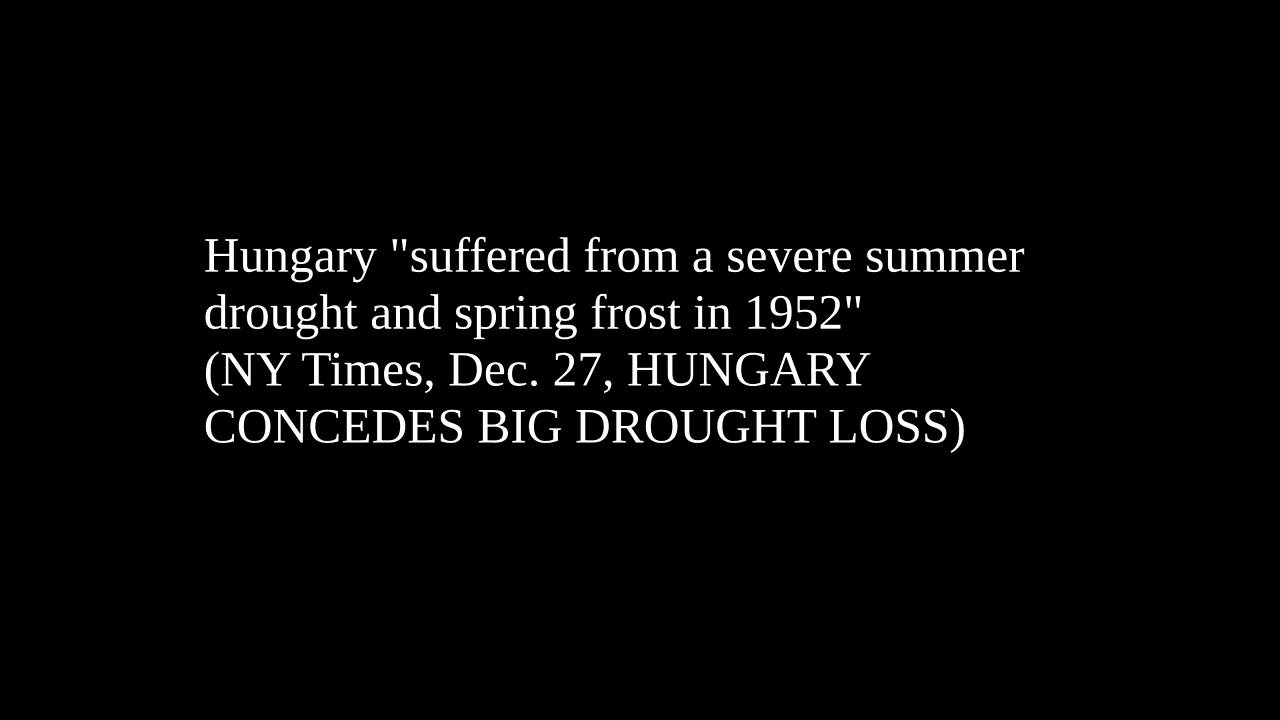 Hungary "suffered from a severe summer
drought and spring frost in 1952"
(NY Times, Dec. 27, HUNGARY
CONCEDES BIG DROUGHT LOSS)